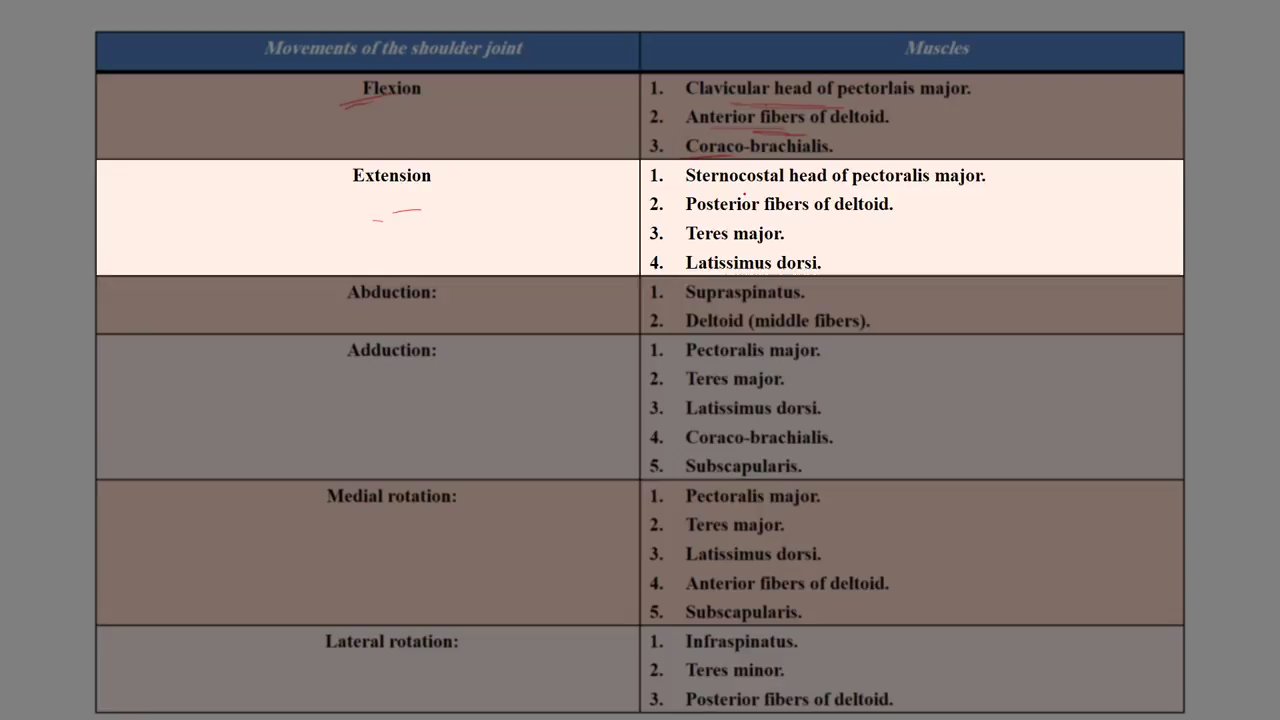 Movements of the shoulder joint
Muscles
Flexion
1. Clavicular head of pectorlais major.
2. Anterior fibers of deltoid.
3. Coraco-brachialis.
Extension
1. Sternocostal head of pectoralis major.
2. Posterior fibers of deltoid.
3. Teres major.
4. Latissimus dorsi.
Abduction:
1. Supraspinatus.
2. Deltoid (middle fibers).
Adduction:
1. Pectoralis major.
2. Teres major.
3. Latissimus dorsi.
4. Coraco-brachialis.
5. Subscapularis.
Medial rotation:
1. Pectoralis major.
2. Teres major.
3. Latissimus dorsi.
4. Anterior fibers of deltoid.
5. Subscapularis.
Lateral rotation:
1. Infraspinatus.
2. Teres minor.
3. Posterior fibers of deltoid.